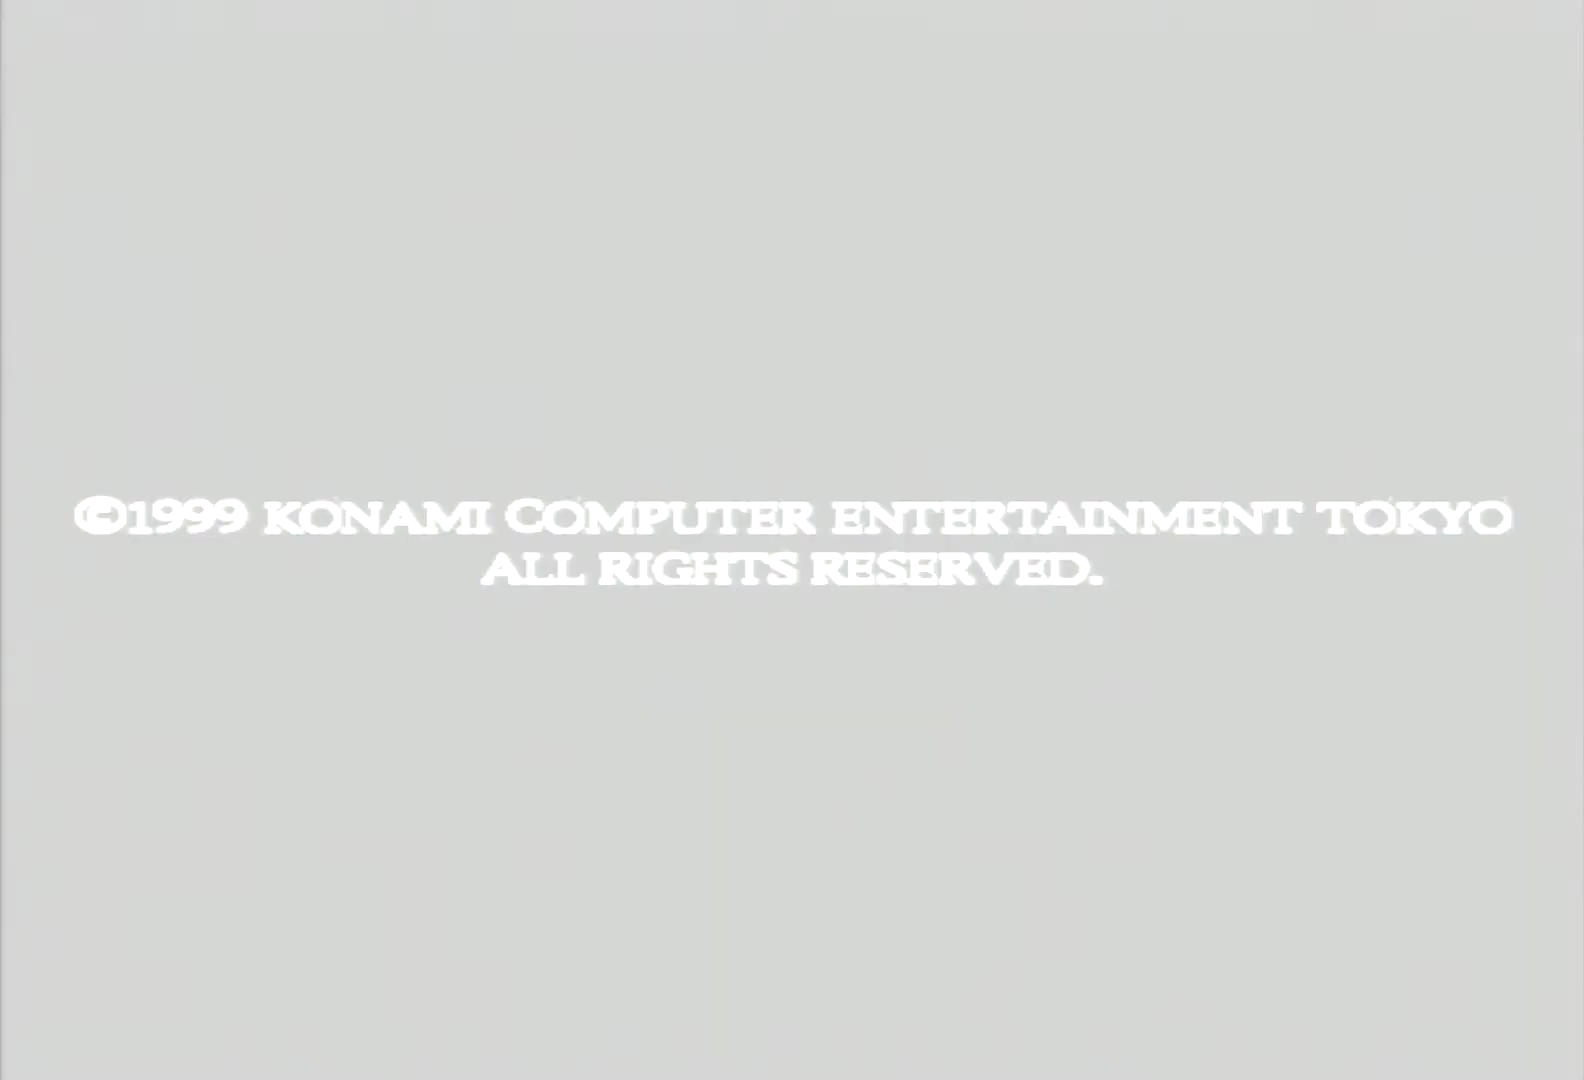 ©1999 KONAMI COMPUTER ENTERTAINMENT TOKYO
ALL RIGHTS RESERVED.